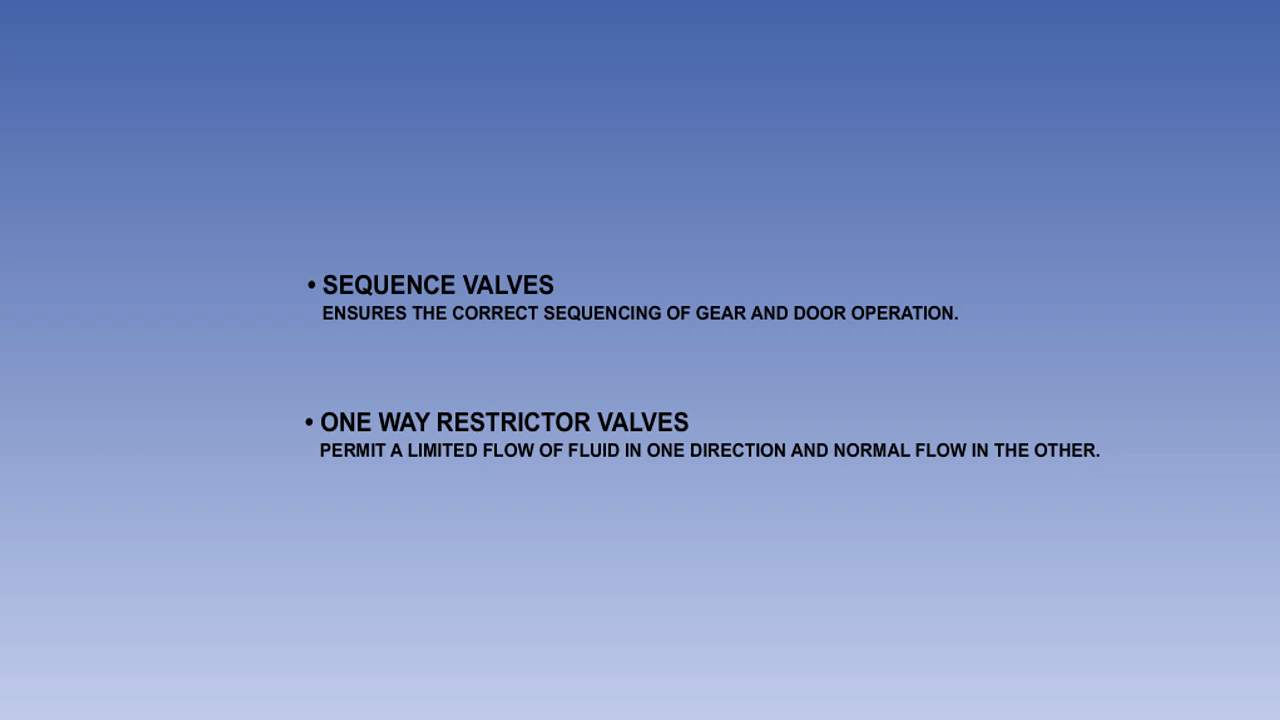 • SEQUENCE VALVES
ENSURES THE CORRECT SEQUENCING OF GEAR AND DOOR OPERATION.
• ONE WAY RESTRICTOR VALVES
PERMIT A LIMITED FLOW OF FLUID IN ONE DIRECTION AND NORMAL FLOW IN THE OTHER.